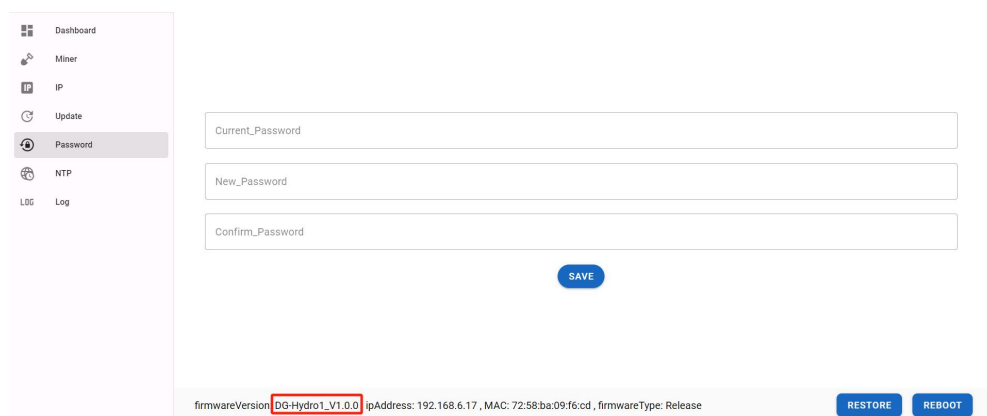 Dashboard
Miner
IP IP
Update
Password
NTP
LOG Log
Current_Password
New_Password
Confirm_Password
SAVE
firmwareVersion: DG-Hydro1_V1.0.0 , ipAddress: 192.168.6.17 , MAC: 72:58:ba:09:f6:cd , firmwareType: Release
RESTORE REBOOT